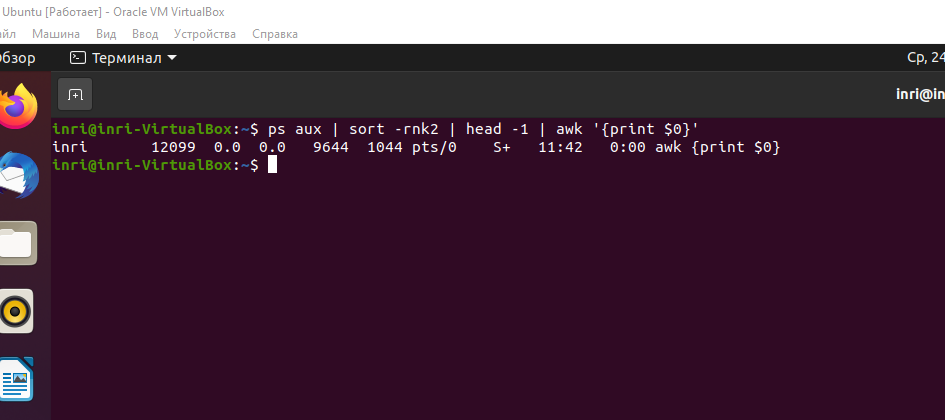 Ubuntu [Работает] - Oracle VM VirtualBox
айл Машина Вид Ввод Устройства Справка
бзор Терминал Ср, 24
inri@in
inri@inri-VirtualBox:~$ ps aux | sort -rnk2 | head -1 | awk '{print $0}'
inri 12099 0.0 0.0 9644 1044 pts/0 S+ 11:42 0:00 awk {print $0}
inri@inri-VirtualBox:~$